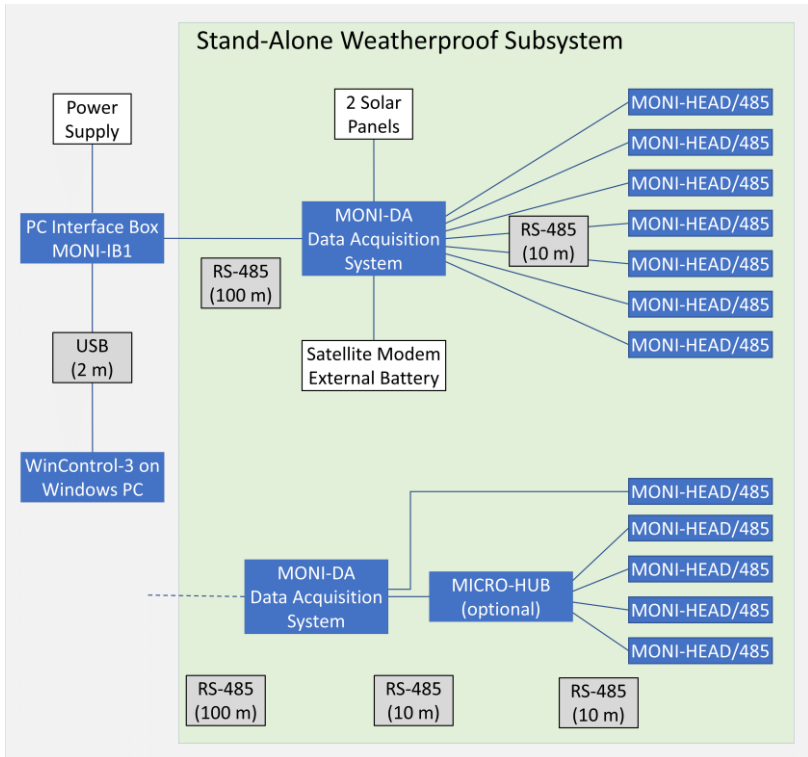 Stand-Alone Weatherproof Subsystem
Power
Supply
2 Solar
Panels
MONI-HEAD/485
MONI-HEAD/485
MONI-HEAD/485
MONI-HEAD/485
MONI-HEAD/485
MONI-HEAD/485
MONI-HEAD/485
PC Interface Box
MONI-IB1
MONI-DA
Data Acquisition
System
RS-485
(10 m)
RS-485
(100 m)
USB
(2 m)
Satellite Modem
External Battery
WinControl-3 on
Windows PC
MONI-HEAD/485
MONI-HEAD/485
MONI-HEAD/485
MONI-HEAD/485
MONI-HEAD/485
MONI-DA
Data Acquisition
System
MICRO-HUB
(optional)
RS-485
(100 m)
RS-485
(10 m)
RS-485
(10 m)